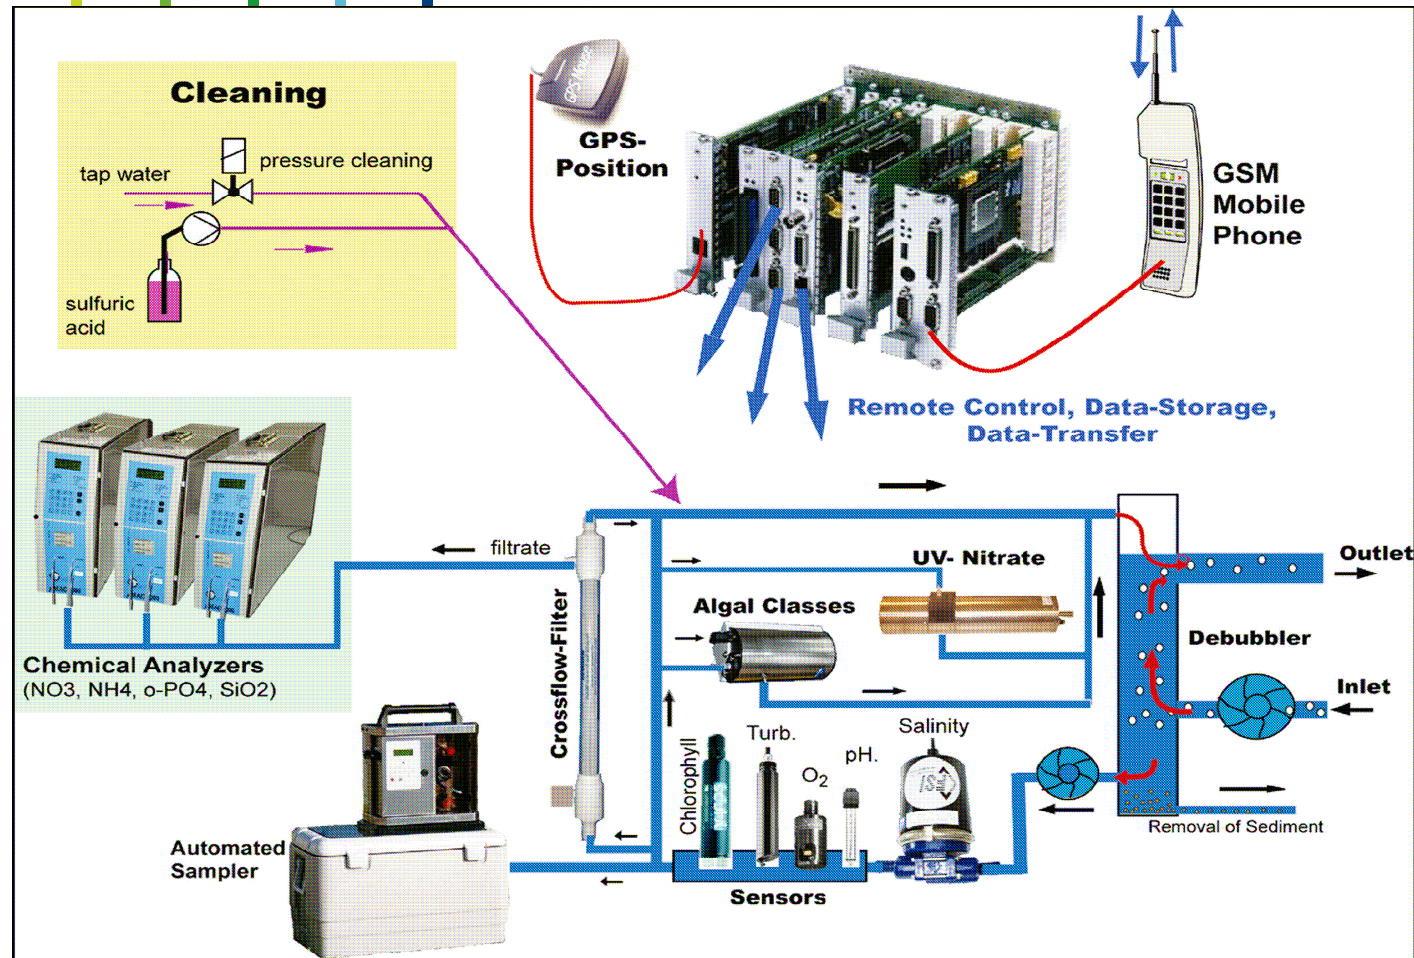 Cleaning
pressure cleaning
tap water
sulfuric
acid
GPS-
Position
GSM
Mobile
Phone
Remote Control, Data-Storage,
Data-Transfer
filtrate
Chemical Analyzers
(NO3, NH4, o-PO4, SiO2)
Crossflow-Filter
UV- Nitrate
Algal Classes
Outlet
Debubbler
Inlet
Removal of Sediment
Chlorophyll
Turb.
O2
pH.
Salinity
Sensors
Automated
Sampler